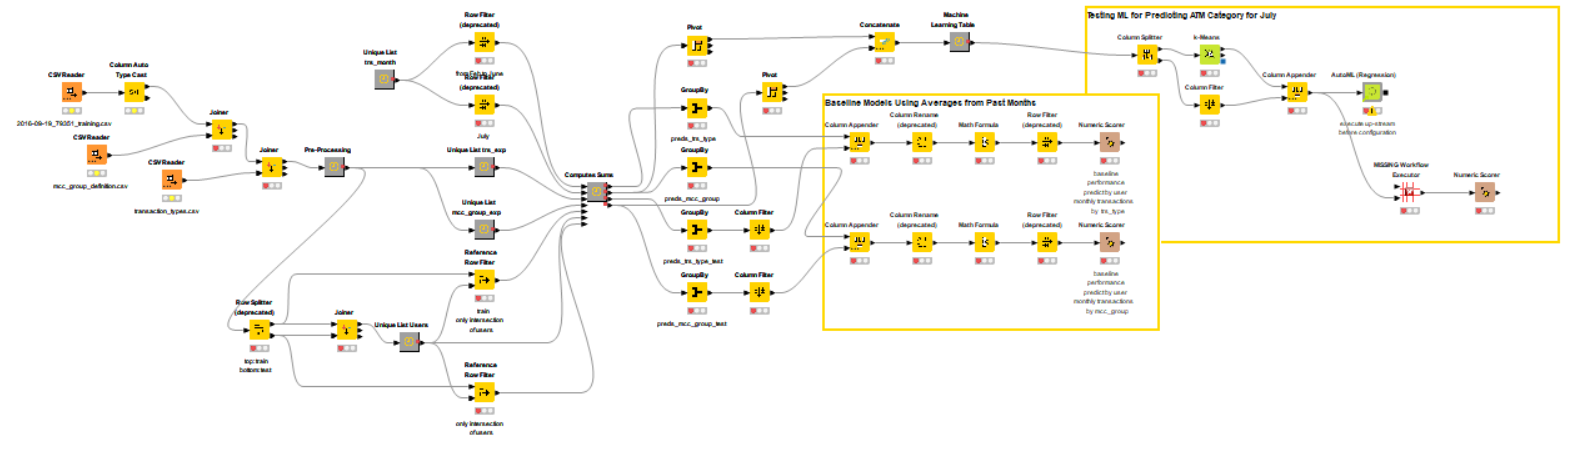 CSV Reader
2016-09-19_79351_training.csv
Column Auto
Type Cast
CSV Reader
mcc_group_definition.csv
Joiner
CSV Reader
transaction_types.csv
Joiner
Pre-Processing
Unique List
trs_month
Row Filter
(deprecated)
from Feb to June
Row Filter
(deprecated)
July
Unique List trs_exp
Unique List
mcc_group_exp
Reference
Row Filter
train
only intersection
of users
Row Splitter
(deprecated)
top: train
bottom: test
Joiner
Unique List Users
Reference
Row Filter
only intersection
of users
Computes Sums
Pivot
GroupBy
preds_trs_type
GroupBy
preds_mcc_group
GroupBy
preds_trs_type_test
Column Filter
GroupBy
preds_mcc_group_test
Column Filter
Pivot
Concatenate
Machine
Learning Table
Baseline Models Using Averages from Past Months
Column Appender
Column Rename
(deprecated)
Math Formula
Row Filter
(deprecated)
Numeric Scorer
baseline
performance
predict by user
monthly transactions
by trs_type
Column Appender
Column Rename
(deprecated)
Math Formula
Row Filter
(deprecated)
Numeric Scorer
baseline
performance
predict by user
monthly transactions
by mcc_group
Testing ML for Predicting ATM Category for July
Column Splitter
k-Means
Column Filter
Column Appender
AutoML (Regression)
execute up-stream
before configuration
MISSING Workflow
Executor
Numeric Scorer